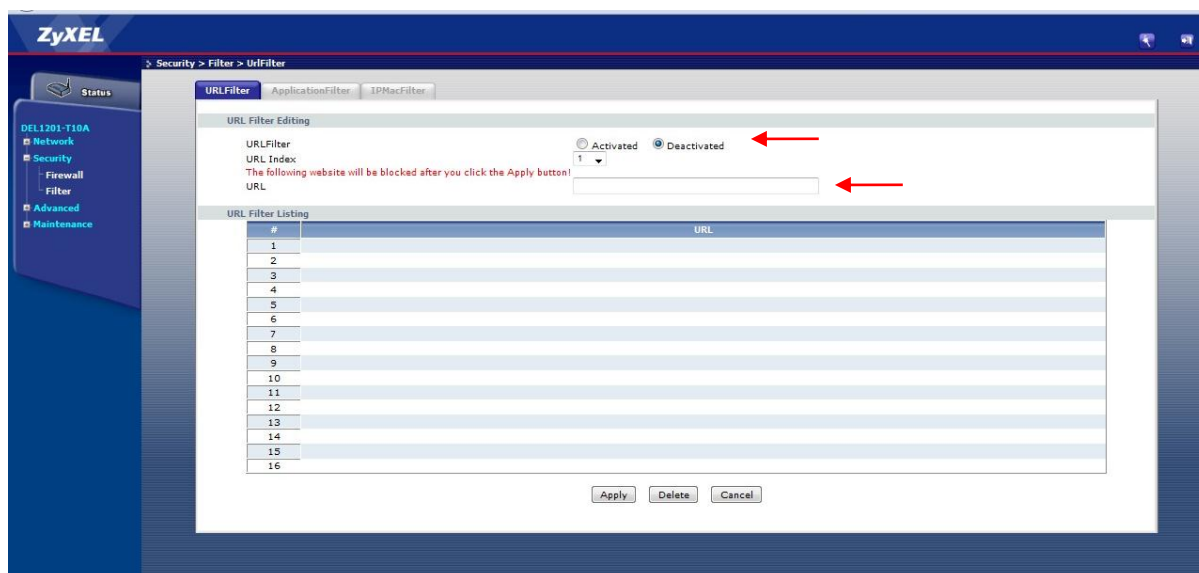 ZyXEL
Security > Filter > UrlFilter
Status
URLFilter ApplicationFilter IPMacFilter
DEL1201-T10A
Network
Security
Firewall
Filter
Advanced
Maintenance
URL Filter Editing
URLFilter Activated Deactivated
URL Index 1
The following website will be blocked after you click the Apply button!
URL
URL Filter Listing
# URL
1
2
3
4
5
6
7
8
9
10
11
12
13
14
15
16
Apply Delete Cancel